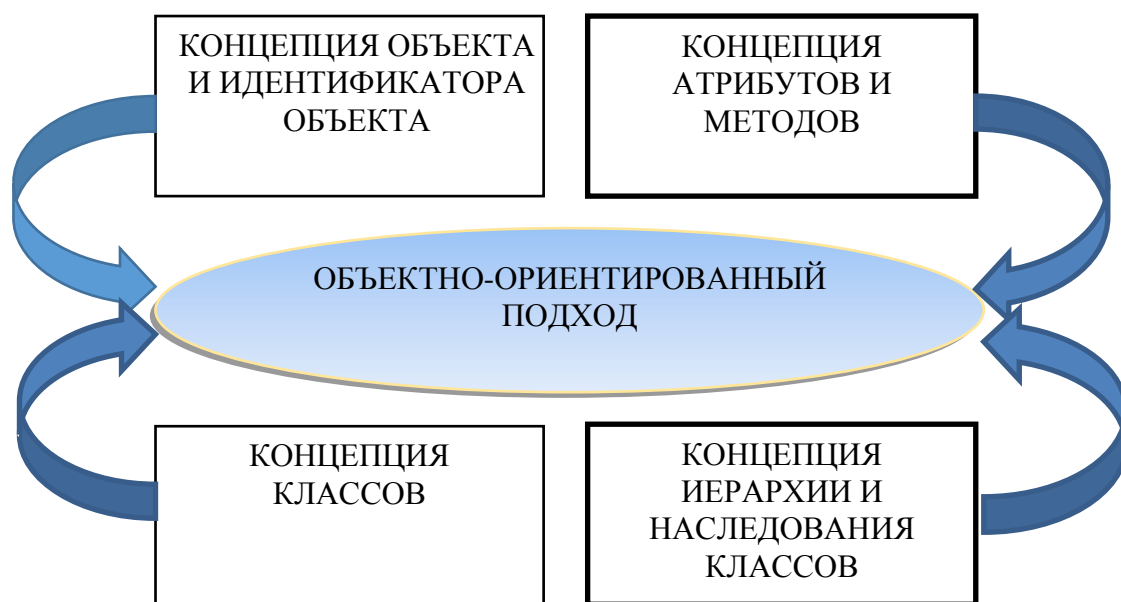 КОНЦЕПЦИЯ ОБЪЕКТА
И ИДЕНТИФИКАТОРА
ОБЪЕКТА
КОНЦЕПЦИЯ
АТРИБУТОВ И
МЕТОДОВ
ОБЪЕКТНО-ОРИЕНТИРОВАННЫЙ
ПОДХОД
КОНЦЕПЦИЯ
КЛАССОВ
КОНЦЕПЦИЯ
ИЕРАРХИИ И
НАСЛЕДОВАНИЯ
КЛАССОВ